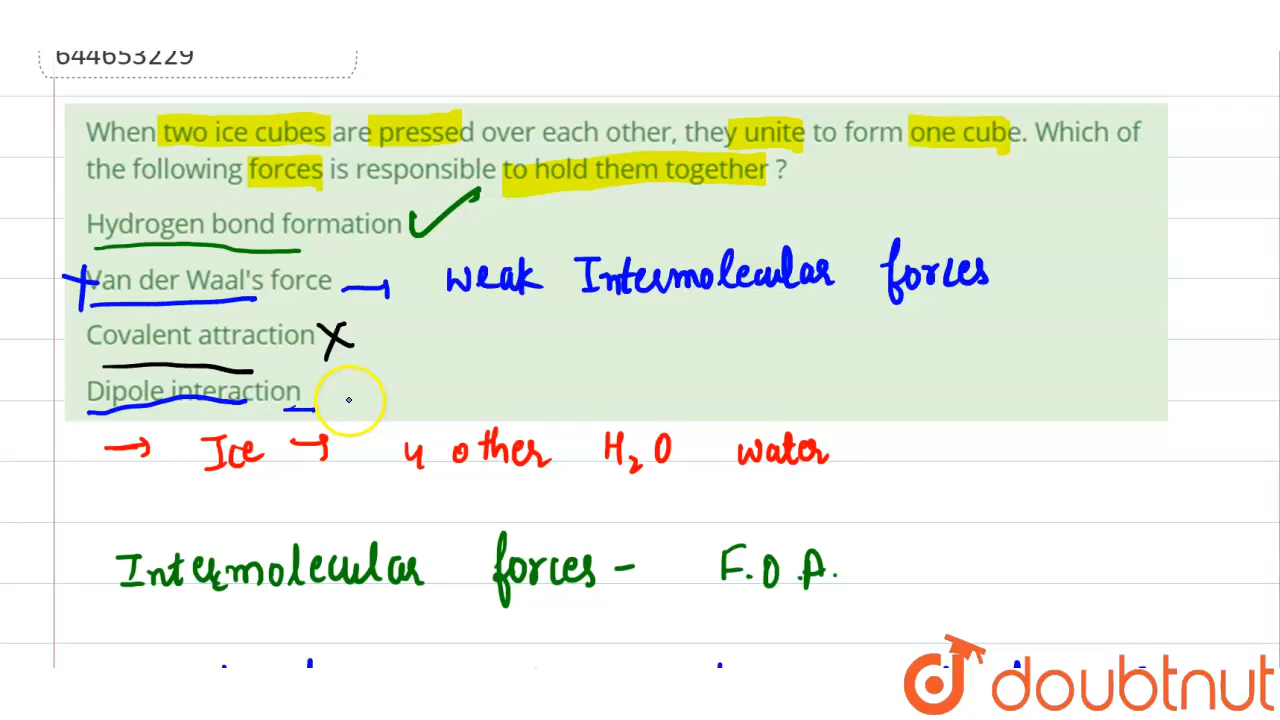 644653229
When two ice cubes are pressed over each other, they unite to form one cube. Which of
the following forces is responsible to hold them together ?
Hydrogen bond formation
Van der Waal's force → weak Intermolecular forces
Covalent attraction X
Dipole interaction
→ Ice → 4 other H₂O water
Intermolecular forces - F.O.A.
doubtnut